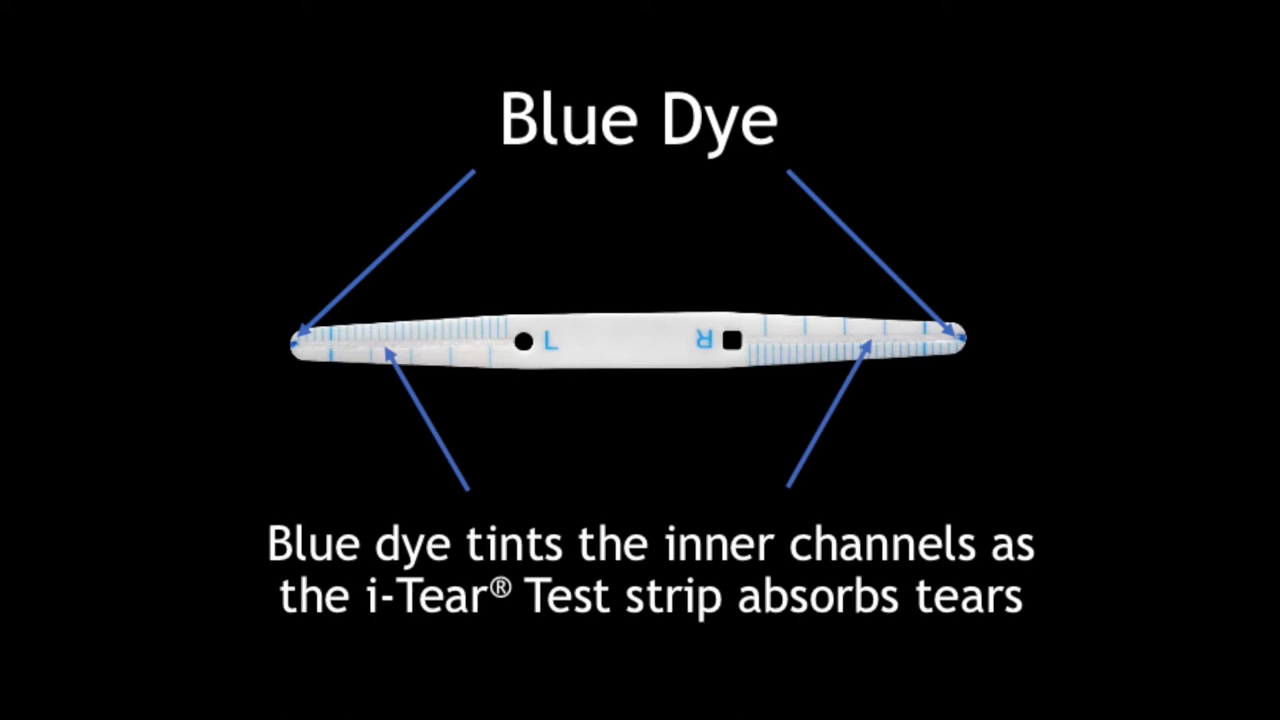 Blue Dye
L R
Blue dye tints the inner channels as
the i-Tear® Test strip absorbs tears